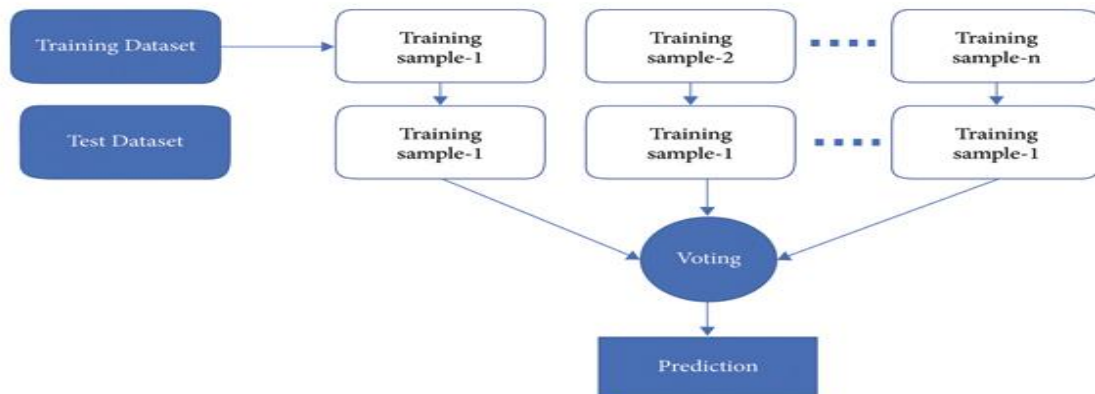 Training Dataset
Training
sample-1
Training
sample-2
Training
sample-n
Test Dataset
Training
sample-1
Training
sample-1
Training
sample-1
Voting
Prediction